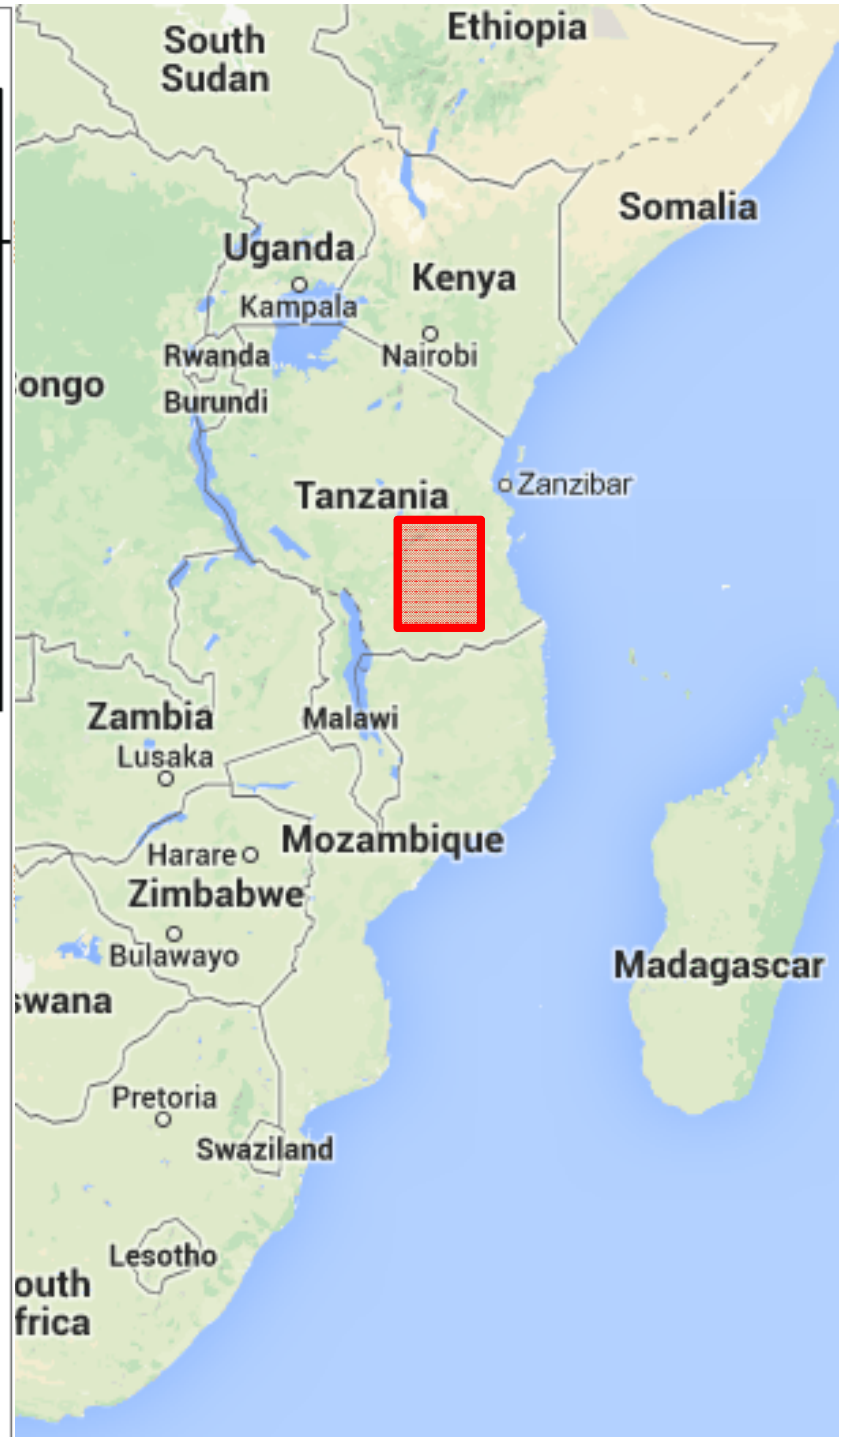 South
Sudan
Ethiopia
Somalia
Uganda
Kenya
Kampala
Rwanda
Nairobi
ongo
Burundi
Tanzania
Zanzibar
Zambia
Malawi
Lusaka
Mozambique
Harare
Zimbabwe
Bulawayo
Madagascar
swana
Pretoria
Swaziland
Lesotho
outh
frica